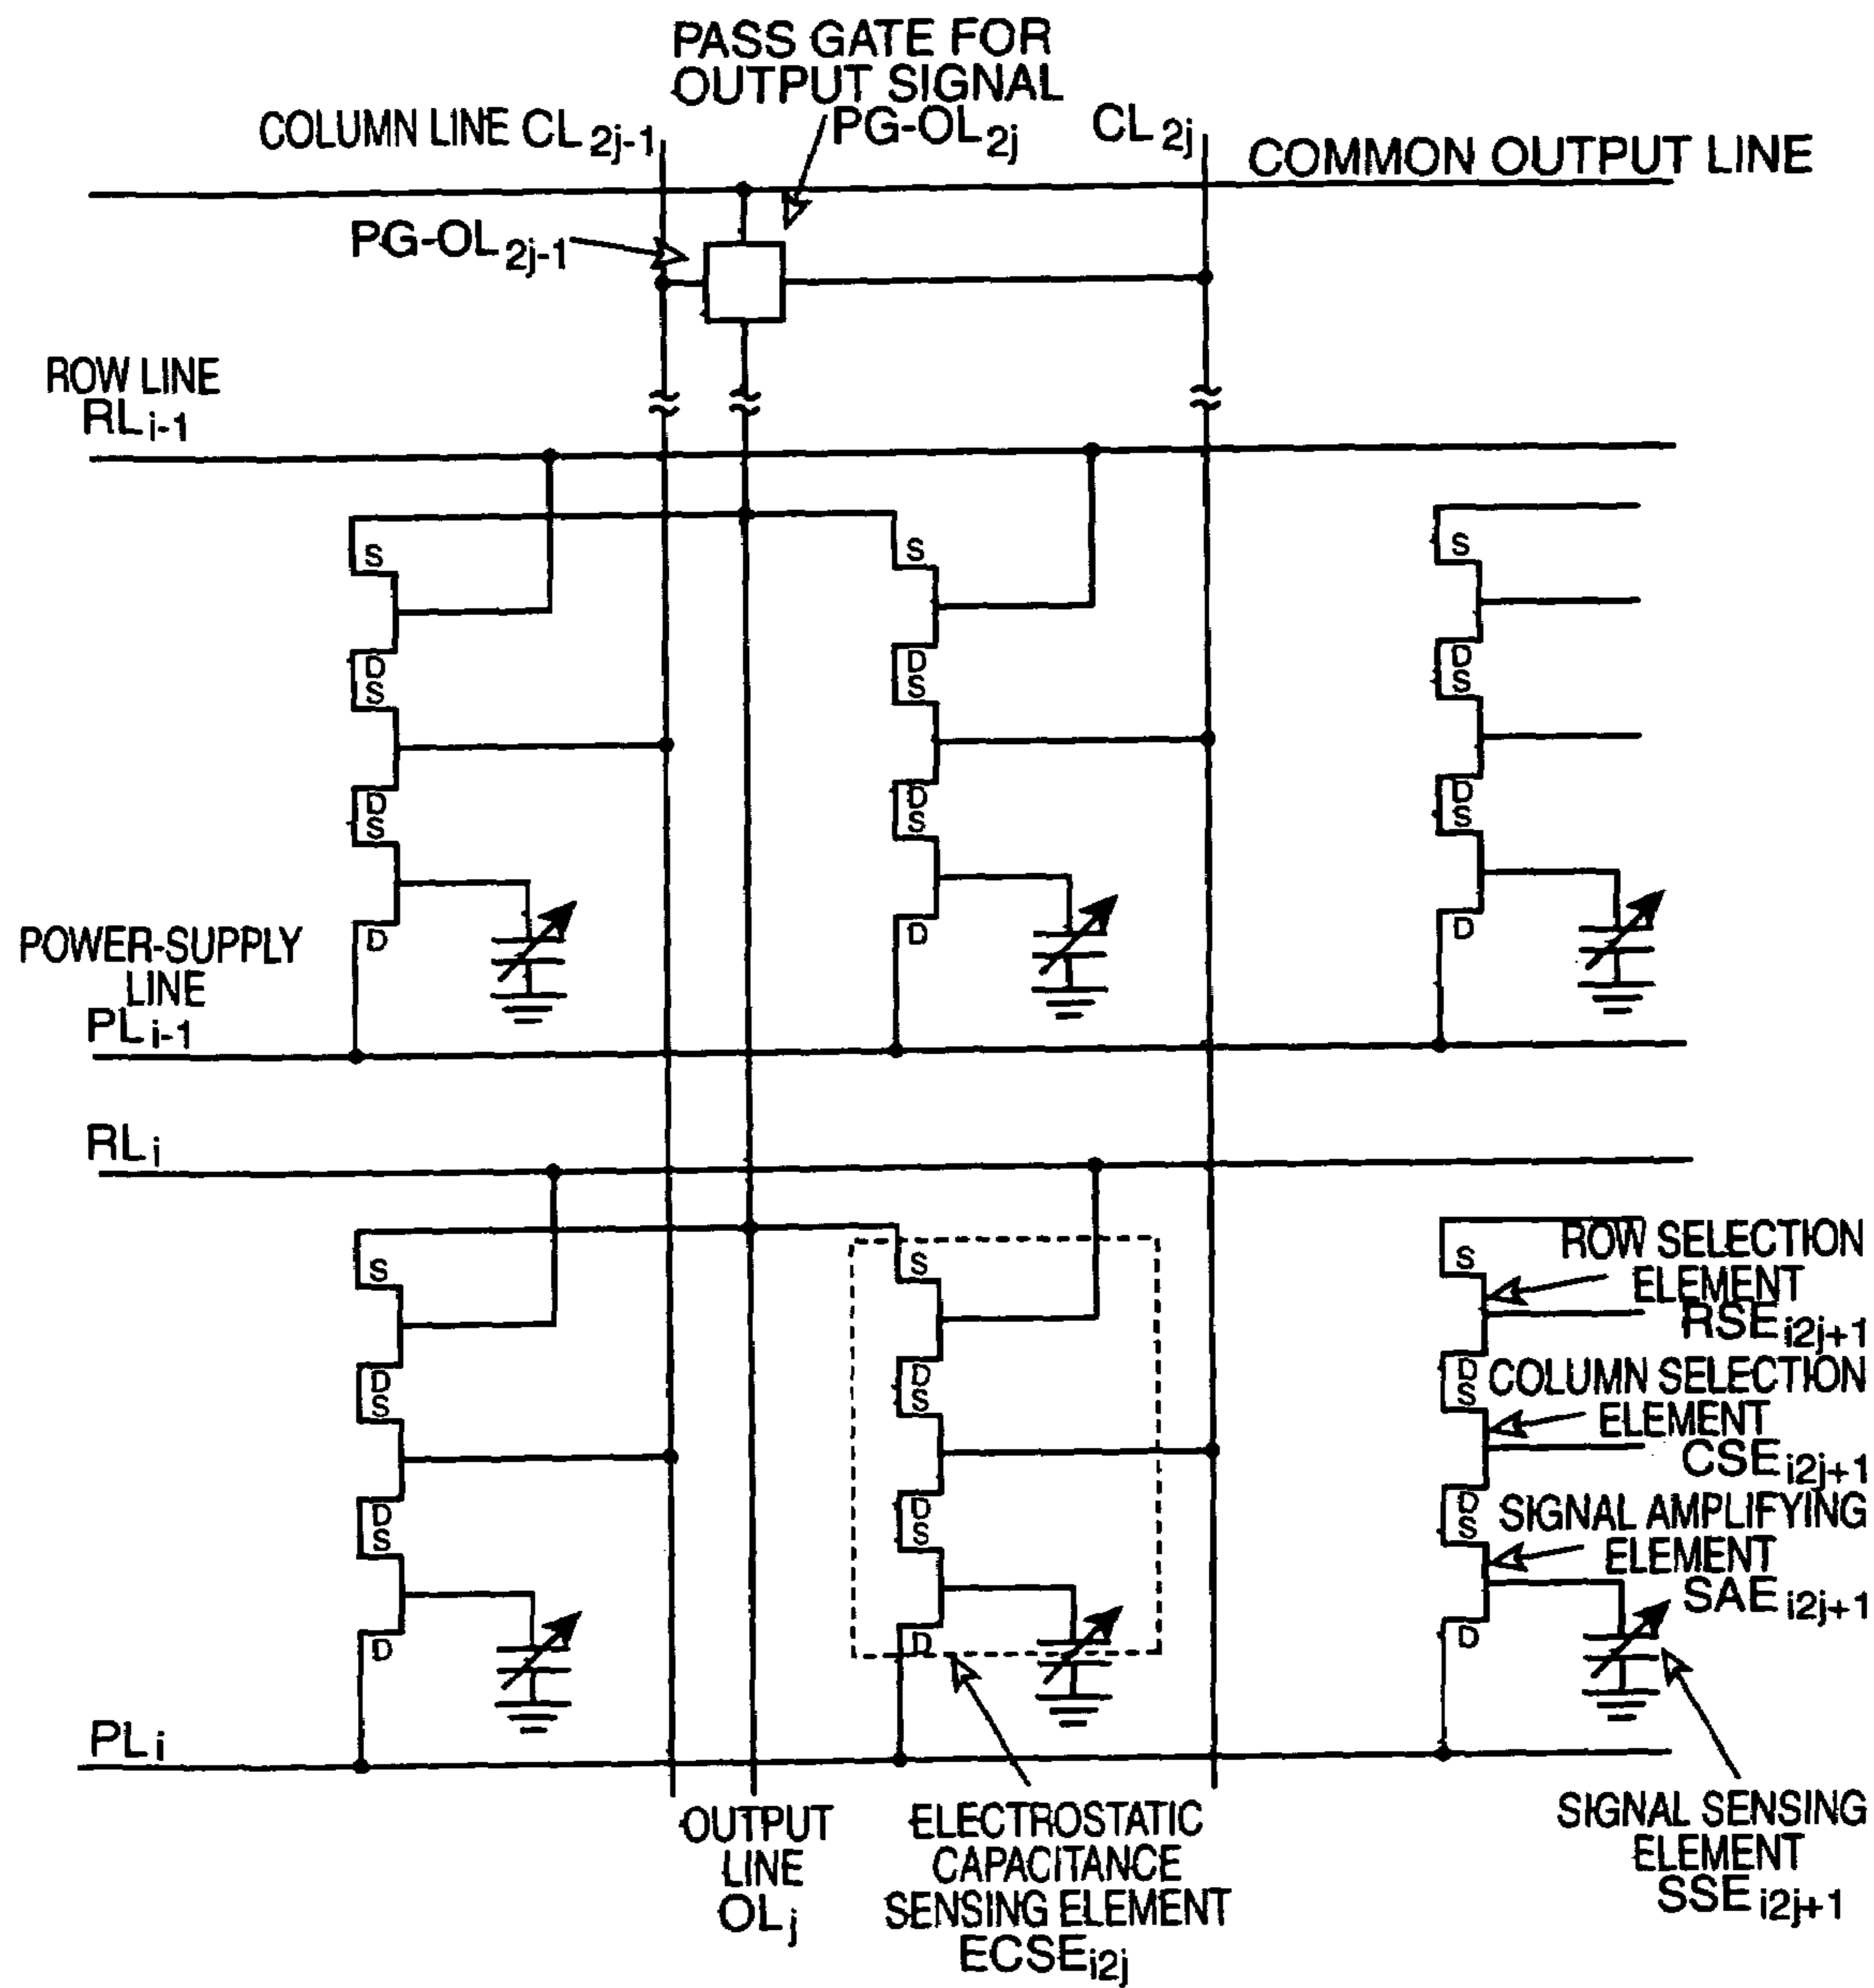 PASS GATE FOR
OUTPUT SIGNAL
PG-OL2j
COLUMN LINE CL2j-1
CL2j
COMMON OUTPUT LINE
PG-OL2j-1
ROW LINE
RLi-1
S
S
S
D
S
D
S
D
S
D
S
D
S
D
S
D
D
D
POWER-SUPPLY
LINE
PLi-1
RLi
S
S
S
ROW SELECTION
ELEMENT
RSEi2j+1
D
S
D
S
D
S
COLUMN SELECTION
ELEMENT
CSEi2j+1
D
S
D
S
D
S
SIGNAL AMPLIFYING
ELEMENT
SAEi2j+1
D
D
D
PLi
OUTPUT
LINE
OLj
ELECTROSTATIC
CAPACITANCE
SENSING ELEMENT
ECSEi2j
SIGNAL SENSING
ELEMENT
SSEi2j+1